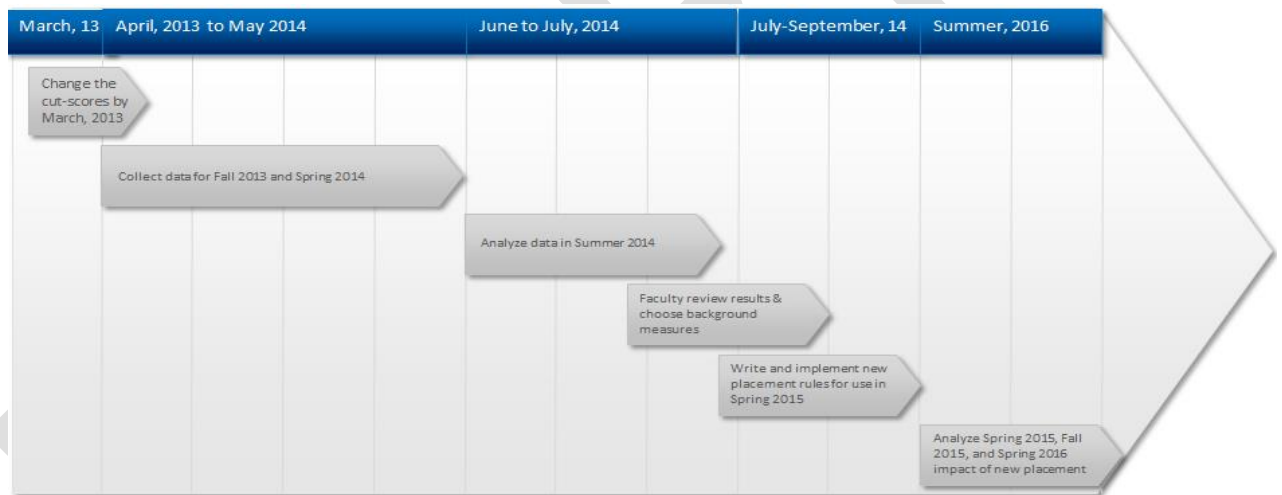 March, 13 April, 2013 to May 2014 June to July, 2014 July-September, 14 Summer, 2016
Change the
cut-scores by
March, 2013
Collect data for Fall 2013 and Spring 2014
Analyze data in Summer 2014
Faculty review results &
choose background
measures
Write and implement new
placement rules for use in
Spring 2015
Analyze Spring 2015, Fall
2015, and Spring 2016
impact of new placement